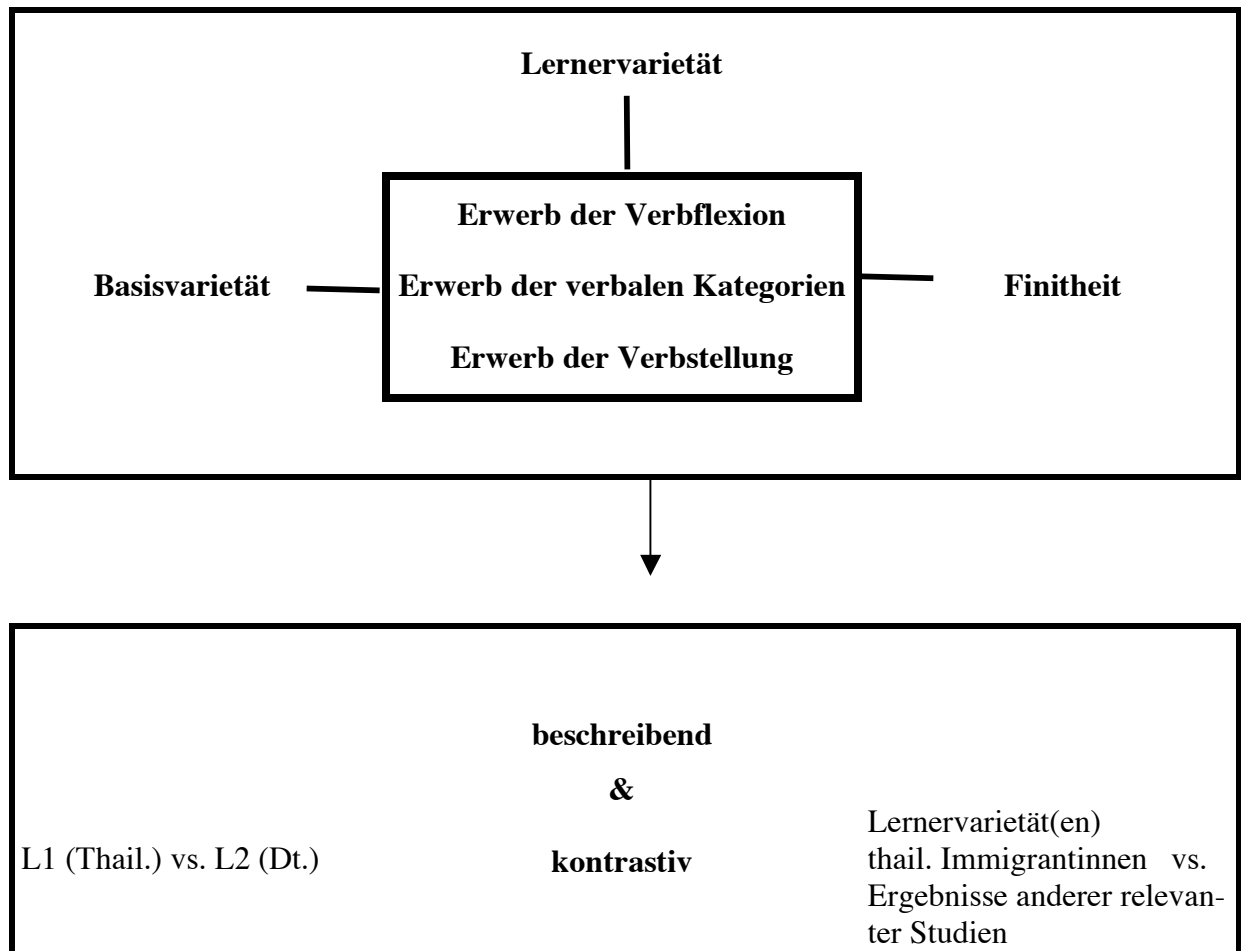 Lernervarietät
Erwerb der Verbflexion
Basisvarietät
Erwerb der verbalen Kategorien
Finitheit
Erwerb der Verbstellung
beschreibend
&
L1 (Thail.) vs. L2 (Dt.)
kontrastiv
Lernervarietät(en)
thail. Immigrantinnen vs.
Ergebnisse anderer relevan-
ter Studien